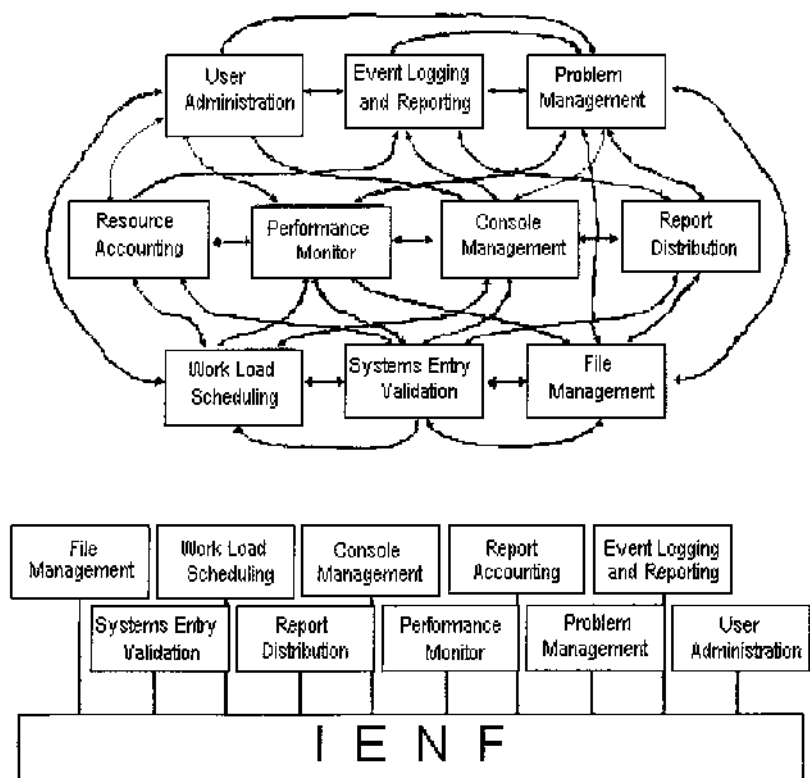 User
Administration
Event Logging
and Reporting
Problem
Management
Resource
Accounting
Performance
Monitor
Console
Management
Report
Distribution
Work Load
Scheduling
Systems Entry
Validation
File
Management
File
Management
Work Load
Scheduling
Console
Management
Report
Accounting
Event Logging
and Reporting
Systems Entry
Validation
Report
Distribution
Performance
Monitor
Problem
Management
User
Administration
I E N F